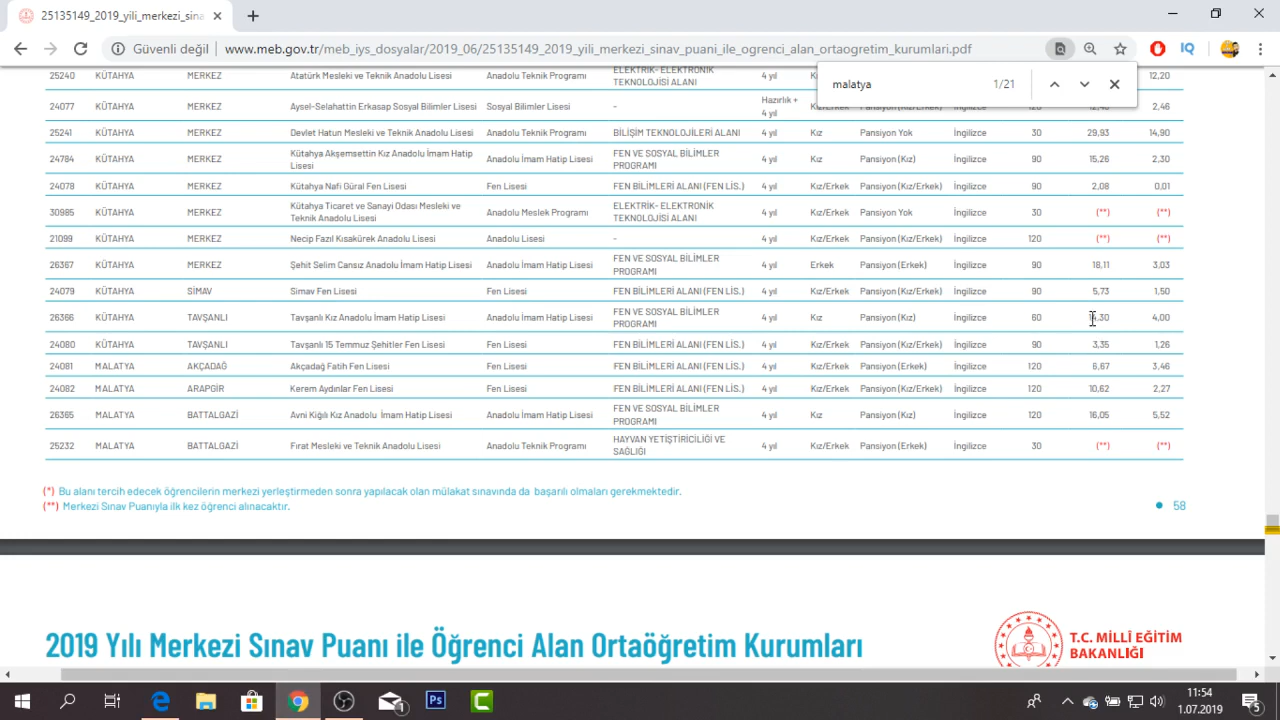 25135149_2019_yili_merkezi_sina
Güvenli değil
www.meb.gov.tr/meb_iys_dosyalar/2019_06/25135149_2019_yili_merkezi_sinav_puani_ile_ogrenci_alan_ortaogretim_kurumlari.pdf
IQ
malatya 1/21
25240 KÜTAHYA MERKEZ Atatürk Mesleki ve Teknik Anadolu Lisesi Anadolu Teknik Programı ELEKTRİK- ELEKTRONİK TEKNOLOJİSİ ALANI 4 yıl 12,20
24077 KÜTAHYA MERKEZ Aysel-Selahattin Erkasap Sosyal Bilimler Lisesi Sosyal Bilimler Lisesi - Hazırlık + 4 yıl Kız/Erkek Pansiyon (Kız/Erkek) İngilizce 120 12,46 2,46
25241 KÜTAHYA MERKEZ Devlet Hatun Mesleki ve Teknik Anadolu Lisesi Anadolu Teknik Programı BİLİŞİM TEKNOLOJİLERİ ALANI 4 yıl Kız Pansiyon Yok İngilizce 30 29,93 14,90
24784 KÜTAHYA MERKEZ Kütahya Akşemsettin Kız Anadolu İmam Hatip Lisesi Anadolu İmam Hatip Lisesi FEN VE SOSYAL BİLİMLER PROGRAMI 4 yıl Kız Pansiyon (Kız) İngilizce 90 15,26 2,30
24078 KÜTAHYA MERKEZ Kütahya Nafi Güral Fen Lisesi Fen Lisesi FEN BİLİMLERİ ALANI (FEN LİS.) 4 yıl Kız/Erkek Pansiyon (Kız/Erkek) İngilizce 90 2,08 0,01
30985 KÜTAHYA MERKEZ Kütahya Ticaret ve Sanayi Odası Mesleki ve Teknik Anadolu Lisesi Anadolu Meslek Programı ELEKTRİK- ELEKTRONİK TEKNOLOJİSİ ALANI 4 yıl Kız/Erkek Pansiyon Yok İngilizce 30 (**) (**)
21099 KÜTAHYA MERKEZ Necip Fazıl Kısakürek Anadolu Lisesi Anadolu Lisesi - 4 yıl Kız/Erkek Pansiyon (Kız/Erkek) İngilizce 120 (**) (**)
26367 KÜTAHYA MERKEZ Şehit Selim Cansız Anadolu İmam Hatip Lisesi Anadolu İmam Hatip Lisesi FEN VE SOSYAL BİLİMLER PROGRAMI 4 yıl Erkek Pansiyon (Erkek) İngilizce 90 18,11 3,03
24079 KÜTAHYA SİMAV Simav Fen Lisesi Fen Lisesi FEN BİLİMLERİ ALANI (FEN LİS.) 4 yıl Kız/Erkek Pansiyon (Kız/Erkek) İngilizce 90 5,73 1,50
26366 KÜTAHYA TAVŞANLI Tavşanlı Kız Anadolu İmam Hatip Lisesi Anadolu İmam Hatip Lisesi FEN VE SOSYAL BİLİMLER PROGRAMI 4 yıl Kız Pansiyon (Kız) İngilizce 60 4,00
24080 KÜTAHYA TAVŞANLI Tavşanlı 15 Temmuz Şehitler Fen Lisesi Fen Lisesi FEN BİLİMLERİ ALANI (FEN LİS.) 4 yıl Kız/Erkek Pansiyon (Kız/Erkek) İngilizce 90 3,35 1,26
24081 MALATYA AKÇADAĞ Akçadağ Fatih Fen Lisesi Fen Lisesi FEN BİLİMLERİ ALANI (FEN LİS.) 4 yıl Kız/Erkek Pansiyon (Erkek) İngilizce 120 6,67 3,46
24082 MALATYA ARAPGİR Kerem Aydınlar Fen Lisesi Fen Lisesi FEN BİLİMLERİ ALANI (FEN LİS.) 4 yıl Kız/Erkek Pansiyon (Kız/Erkek) İngilizce 120 10,62 2,27
26365 MALATYA BATTALGAZİ Avni Kiğılı Kız Anadolu İmam Hatip Lisesi Anadolu İmam Hatip Lisesi FEN VE SOSYAL BİLİMLER PROGRAMI 4 yıl Kız Pansiyon (Kız) İngilizce 120 16,05 5,52
25232 MALATYA BATTALGAZİ Fırat Mesleki ve Teknik Anadolu Lisesi Anadolu Teknik Programı HAYVAN YETİŞTİRİCİLİĞİ VE SAĞLIĞI 4 yıl Kız/Erkek Pansiyon (Erkek) İngilizce 30 (**) (**)
(*) Bu alanı tercih edecek öğrencilerin merkezi yerleştirmeden sonra yapılacak olan mülakat sınavında da başarılı olmaları gerekmektedir.
(**) Merkezi Sınav Puanıyla ilk kez öğrenci alınacaktır.
58
2019 Yılı Merkezi Sınav Puanı ile Öğrenci Alan Ortaöğretim Kurumları
T.C. MİLLÎ EĞİTİM
BAKANLIĞI
Ps
11:54
1.07.2019
5